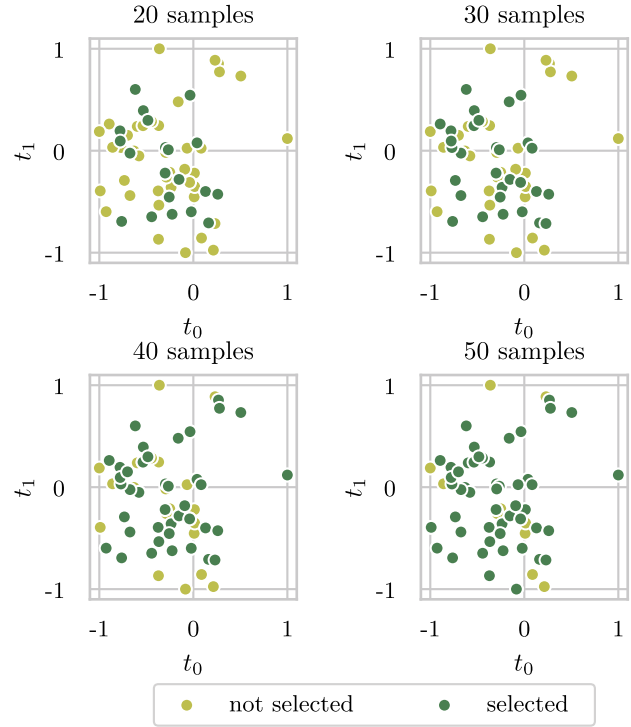 20 samples
30 samples
1
0
-1
t1
-1
0
1
t0
1
0
-1
t1
-1
0
1
t0
40 samples
50 samples
1
0
-1
t1
-1
0
1
t0
1
0
-1
t1
-1
0
1
t0
not selected
selected